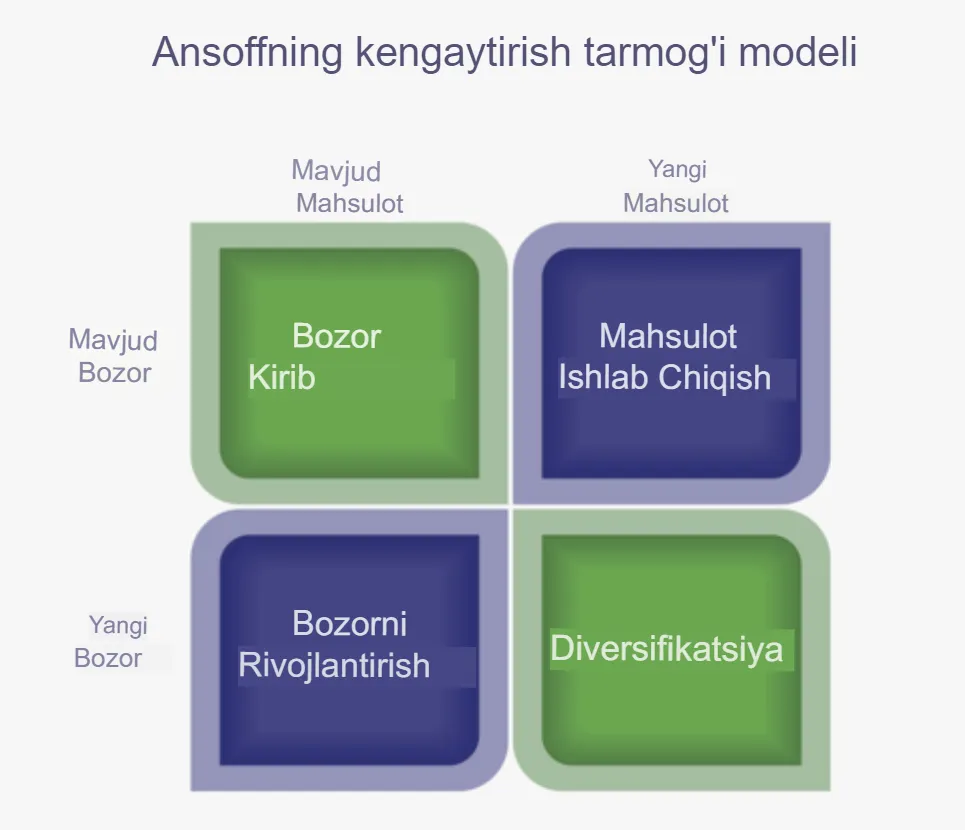 Ansoffning kengaytirish tarmog'i modeli
Mavjud
Mahsulot
Yangi
Mahsulot
Mavjud
Bozor
Bozor
Kirib
Mahsulot
Ishlab Chiqish
Yangi
Bozor
Bozorni
Rivojlantirish
Diversifikatsiya